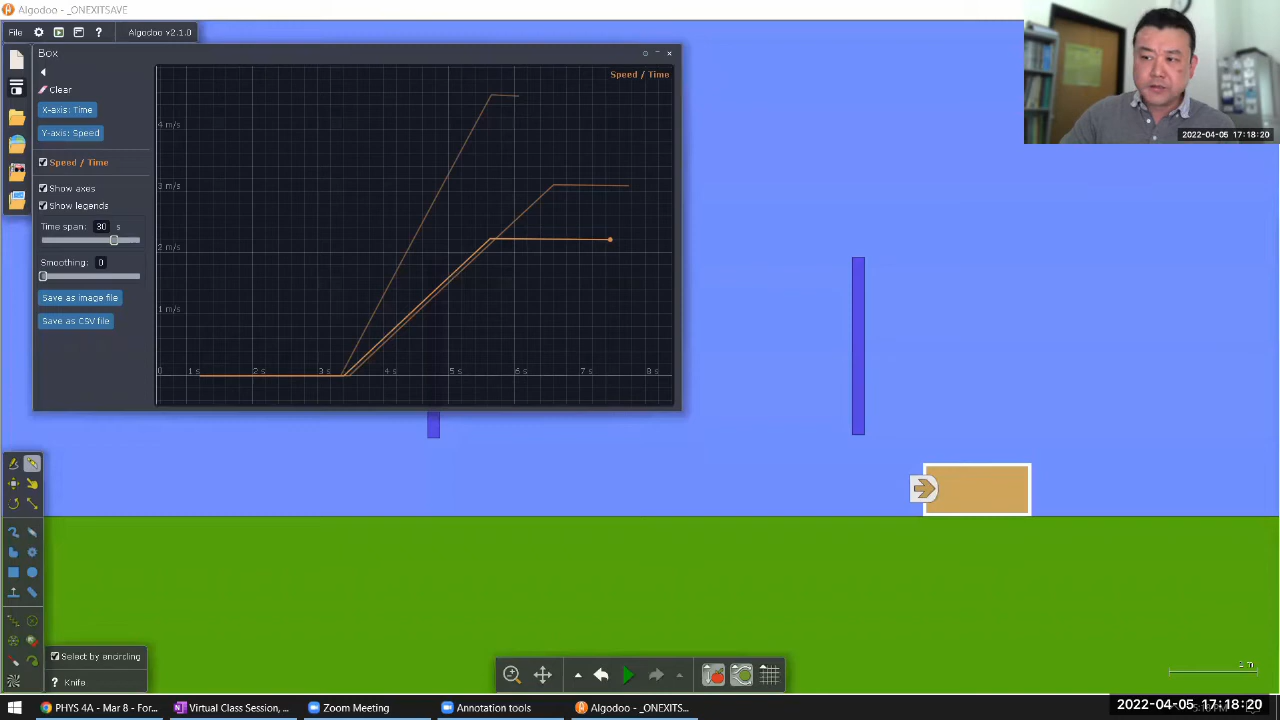 Algodoo - _ONEXITSAVE
File ? Algodoo v2.1.0
Box
Clear
X-axis: Time
Y-axis: Speed
Speed / Time
Show axes
Show legends
Time span: 30 s
Smoothing: 0
Save as image file
Save as CSV file
Speed / Time
4 m/s
3 m/s
2 m/s
1 m/s
0 1 s 2 s 3 s 4 s 5 s 6 s 7 s 8 s
2022-04-05 17:18:20
Select by encircling
? Knife
1 m
PHYS 4A - Mar 8 - For...
Virtual Class Session, ...
Zoom Meeting
Annotation tools
Algodoo - _ONEXITS...
2022-04-05 17:18:20